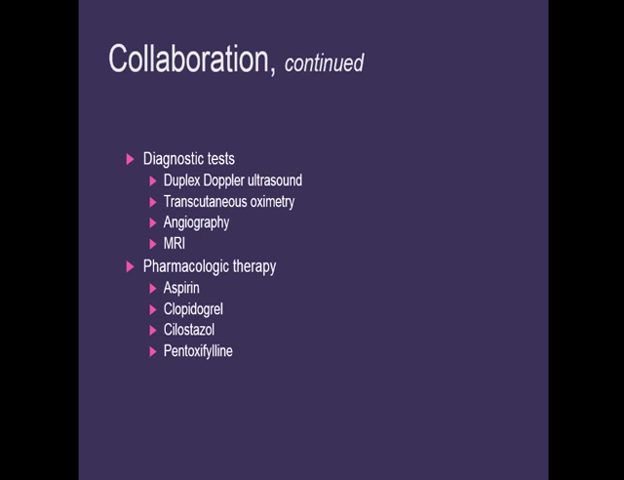 Collaboration, continued
Diagnostic tests
Duplex Doppler ultrasound
Transcutaneous oximetry
Angiography
MRI
Pharmacologic therapy
Aspirin
Clopidogrel
Cilostazol
Pentoxifylline